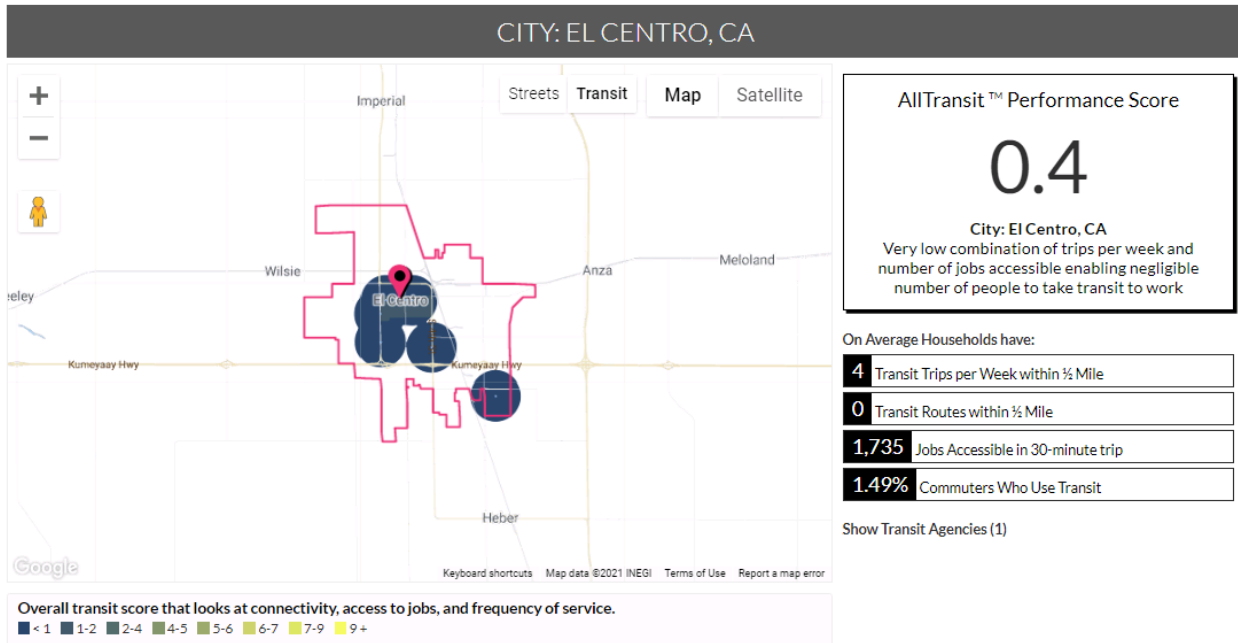 CITY: EL CENTRO, CA
+
−
Streets Transit Map Satellite
Imperial
Wilsie
Anza
Meloland
El Centro
eeley
Kumeyaay Hwy
Kumeyaay Hwy
Heber
Google
Keyboard shortcuts Map data ©2021 INEGI Terms of Use Report a map error
Overall transit score that looks at connectivity, access to jobs, and frequency of service.
< 1 1-2 2-4 4-5 5-6 6-7 7-9 9 +
AllTransit ™ Performance Score
0.4
City: El Centro, CA
Very low combination of trips per week and
number of jobs accessible enabling negligible
number of people to take transit to work
On Average Households have:
4 Transit Trips per Week within ½ Mile
0 Transit Routes within ½ Mile
1,735 Jobs Accessible in 30-minute trip
1.49% Commuters Who Use Transit
Show Transit Agencies (1)